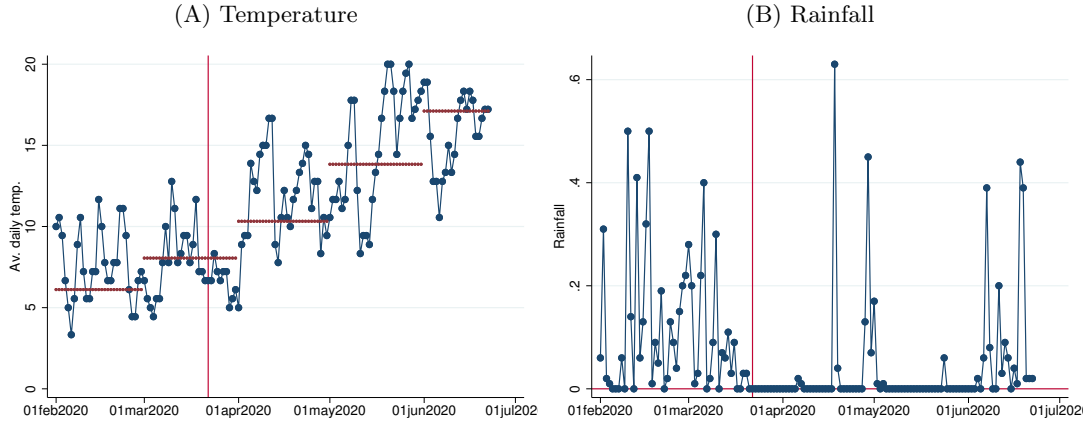 (A) Temperature
Av. daily temp.
20
15
10
5
0
01feb2020 01mar2020 01apr2020 01may2020 01jun2020 01jul202
(B) Rainfall
Rainfall
.6
.4
.2
0
01feb2020 01mar2020 01apr2020 01may2020 01jun2020 01jul2020